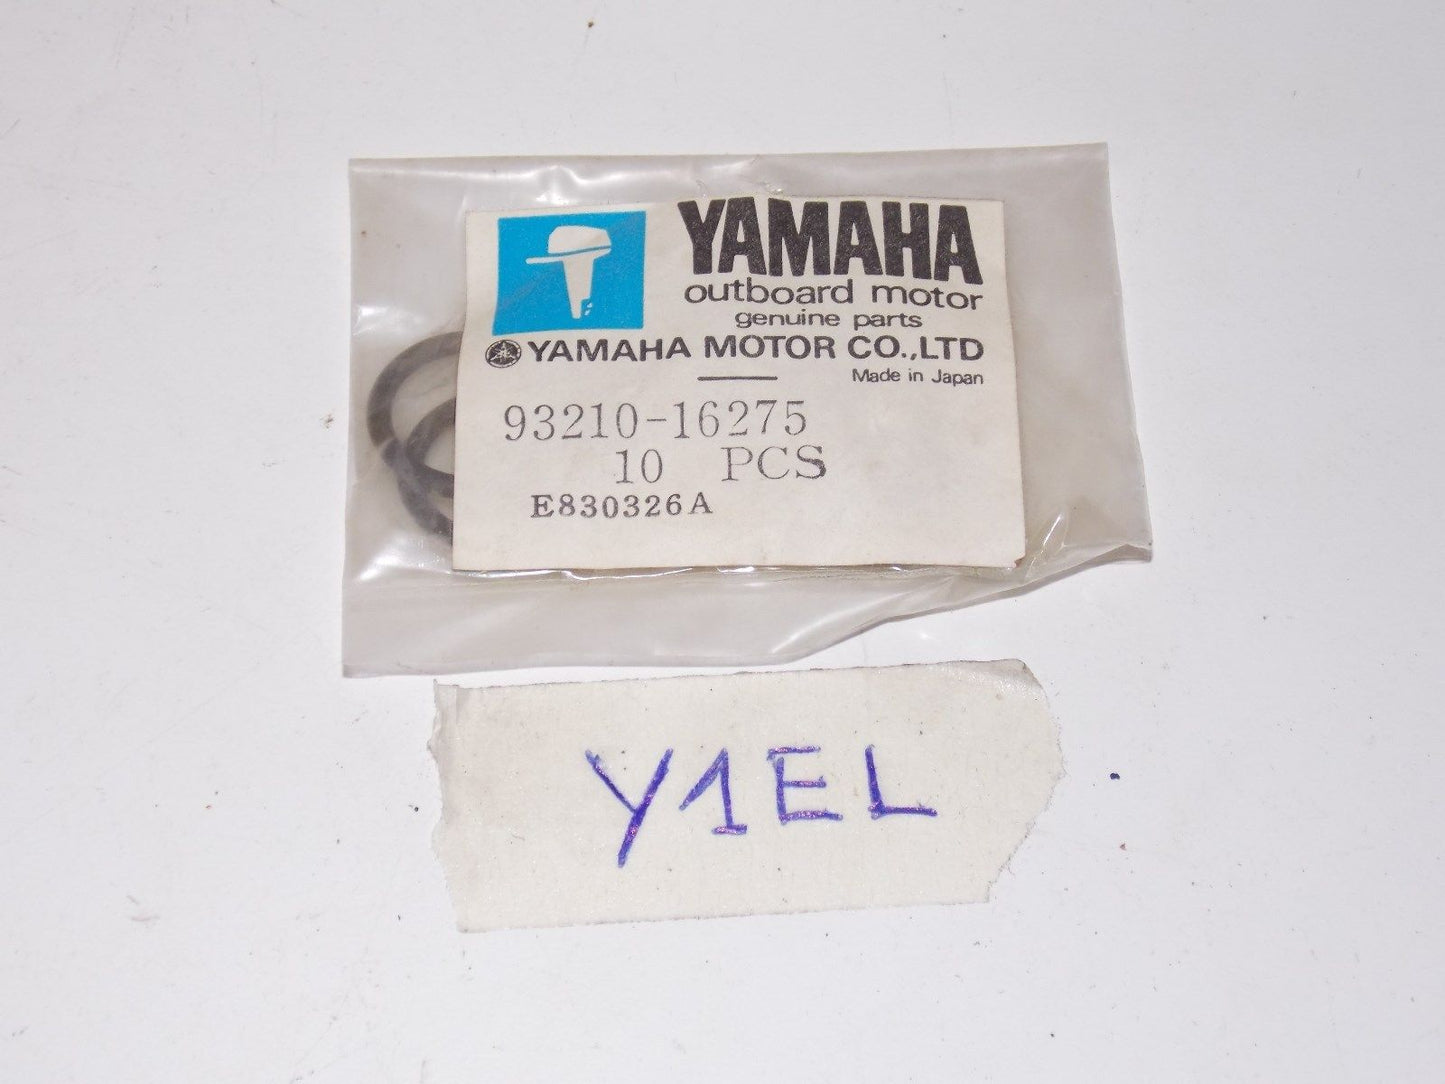 YAMAHA
outboard motor
genuine parts
YAMAHA MOTOR CO.,LTD
Made in Japan
93210-16275
10 PCS
E830326A
Y1EL